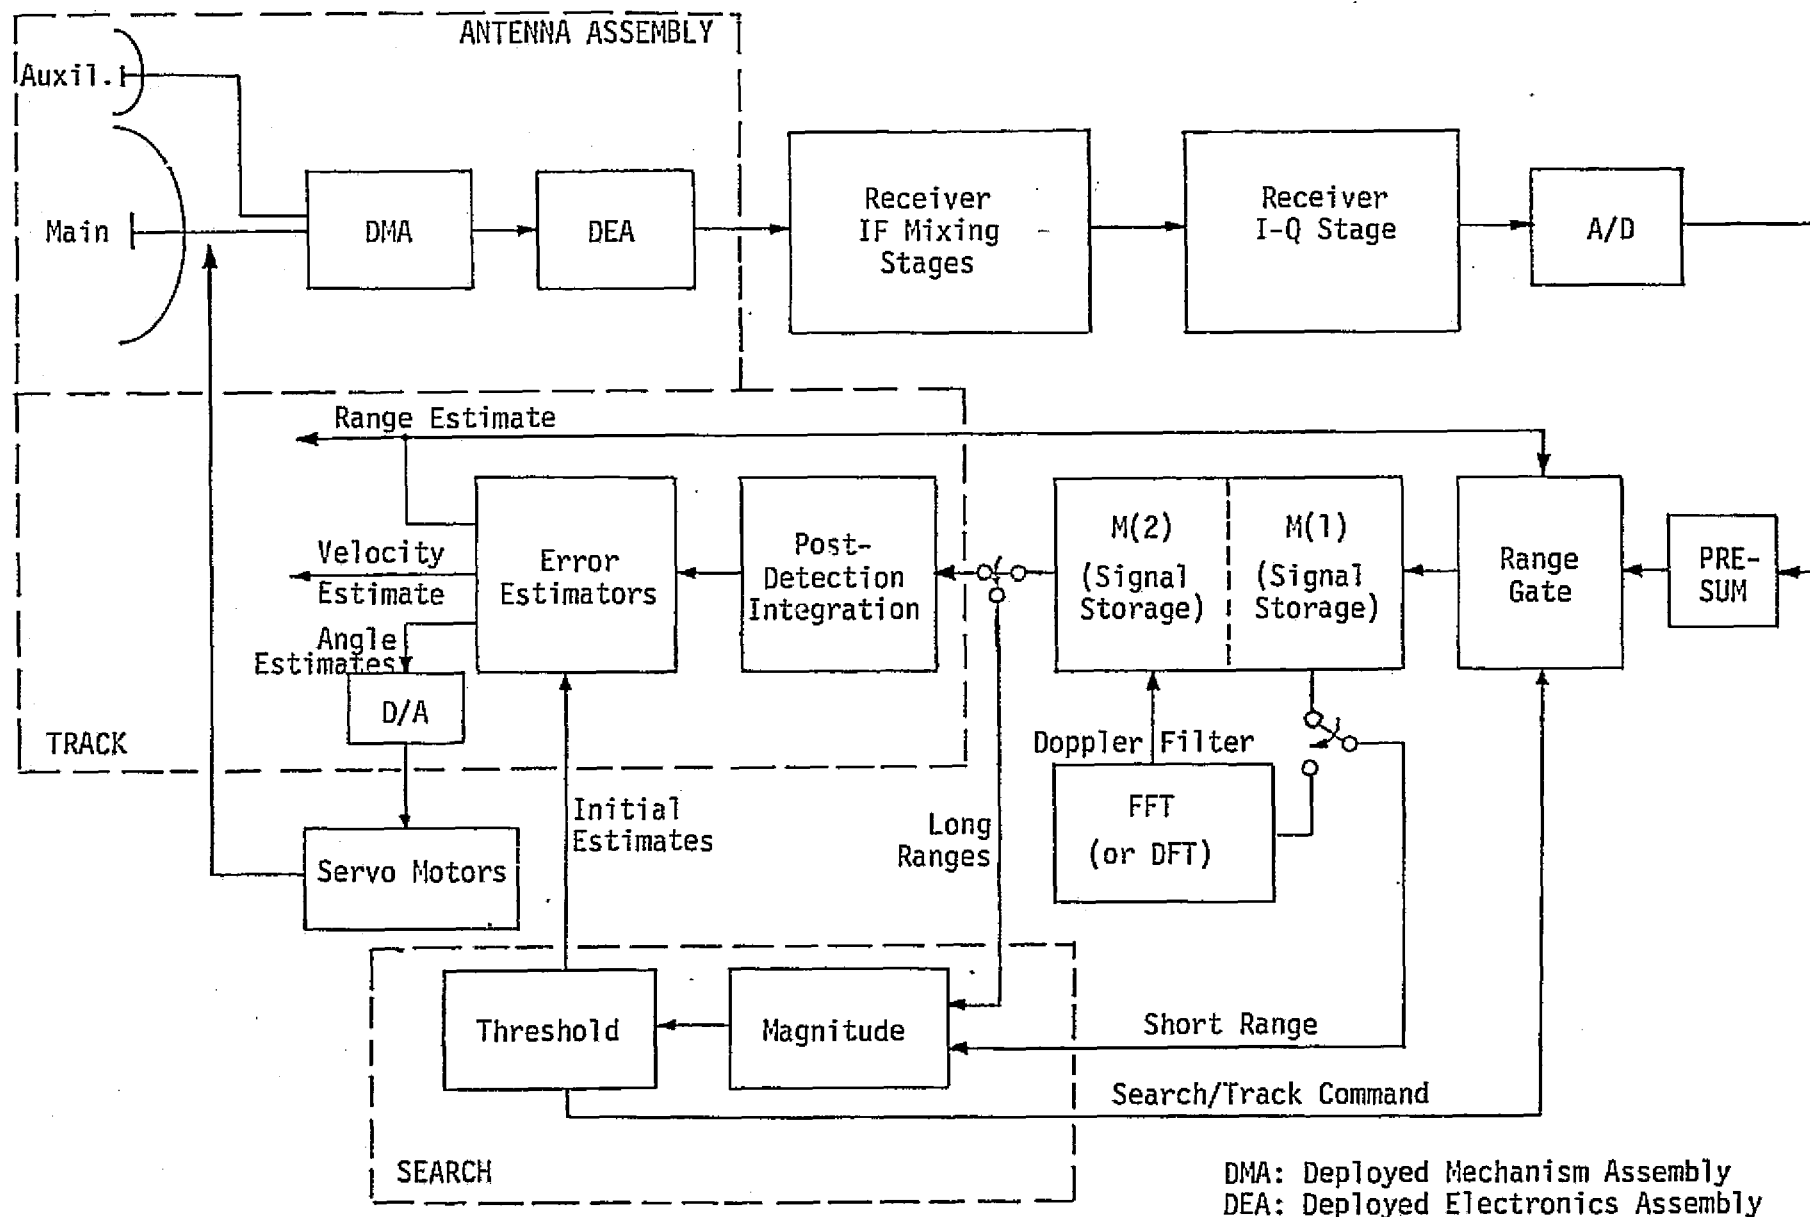 ANTENNA ASSEMBLY
Auxil.
Main
DMA
DEA
Receiver
IF Mixing
Stages
Receiver
I-Q Stage
A/D
Range Estimate
Velocity
Estimate
Angle
Estimates
Error
Estimators
Post-
Detection
Integration
M(2)
(Signal
Storage)
M(1)
(Signal
Storage)
Range
Gate
PRE-
SUM
D/A
TRACK
Doppler Filter
FFT
(or DFT)
Initial
Estimates
Long
Ranges
Servo Motors
Threshold
Magnitude
Short Range
Search/Track Command
SEARCH
DMA: Deployed Mechanism Assembly
DEA: Deployed Electronics Assembly